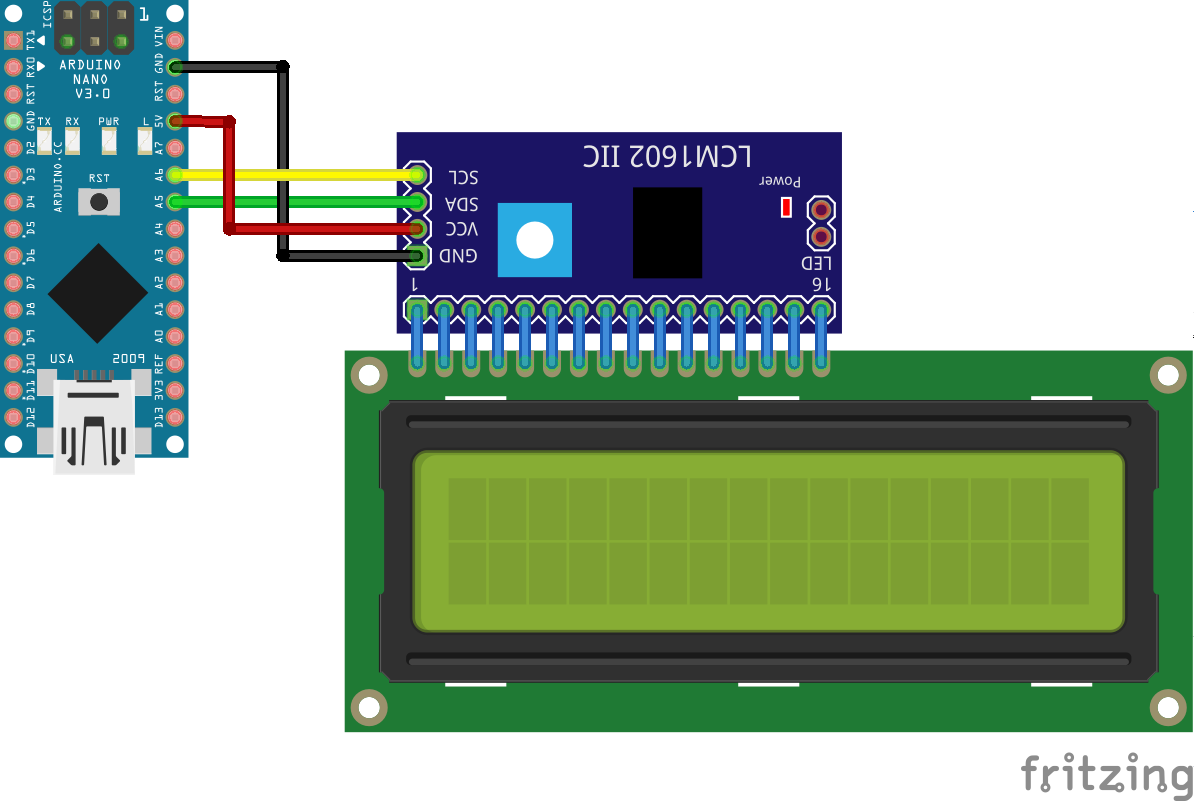 ICSP
1
TX1
RX0
RST
GND
D2
D3
D4
D5
D6
D7
D8
D9
D10
D11
D12
VIN
GND
RST
5V
A7
A6
A5
A4
A3
A2
A1
A0
REF
3V3
D13
ARDUINO
NANO
V3.0
TX RX PWR L
RST
ARDUINO.CC
USA 2009
LCM1602 IIC
SCL
SDA
VCC
GND
Power
LED
1 16
fritzing